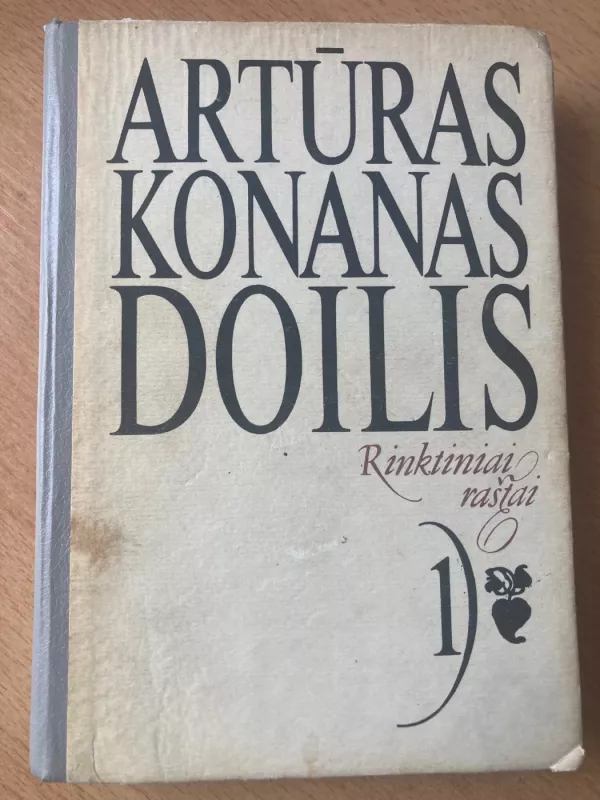 ARTŪRAS
KONANAS
DOILIS
Rinktiniai
raštai
1)